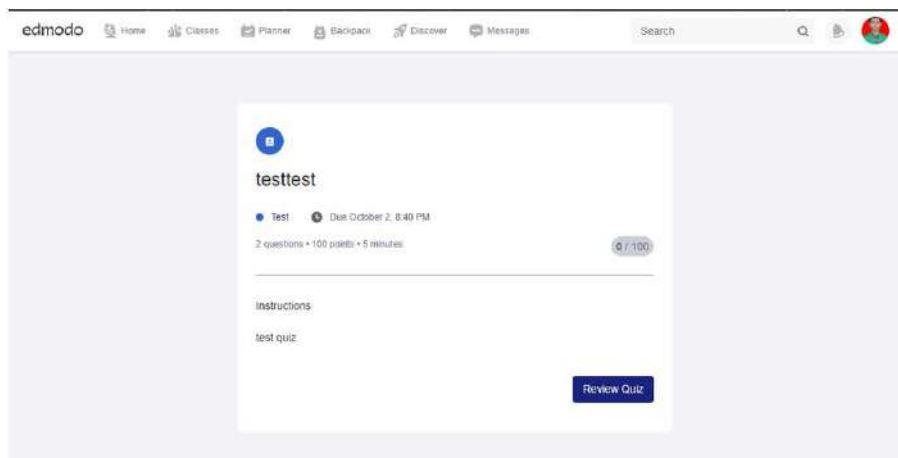 edmodo Home Classes Planner Backpack Discover Messages Search
testtest
Test Due October 2, 8:40 PM
2 questions • 100 points • 5 minutes
0 / 100
Instructions
test quiz
Review Quiz